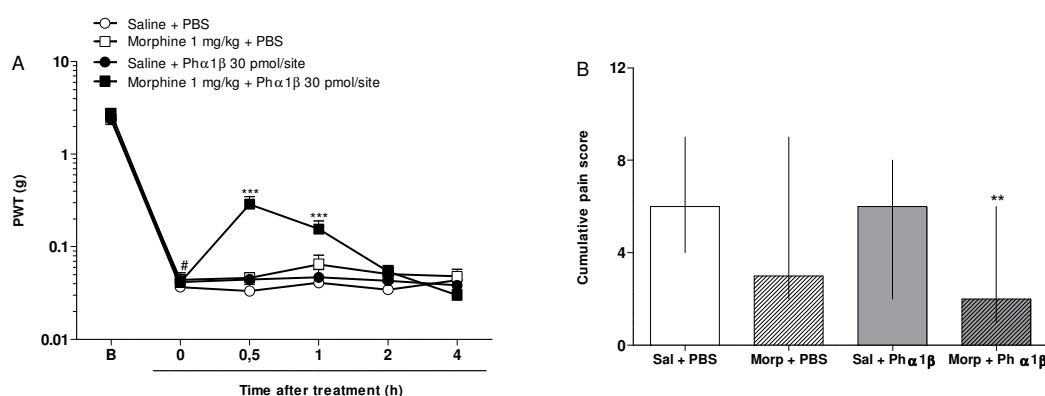 Saline + PBS
Morphine 1 mg/kg + PBS
Saline + Phα1β 30 pmol/site
Morphine 1 mg/kg + Phα1β 30 pmol/site
A
10
1
0.1
0.01
PWT (g)
#
***
***
B 0 0,5 1 2 4
Time after treatment (h)
B
12
8
4
0
Cumulative pain score
**
Sal + PBS Morp + PBS Sal + Ph α1β Morp + Ph α1β